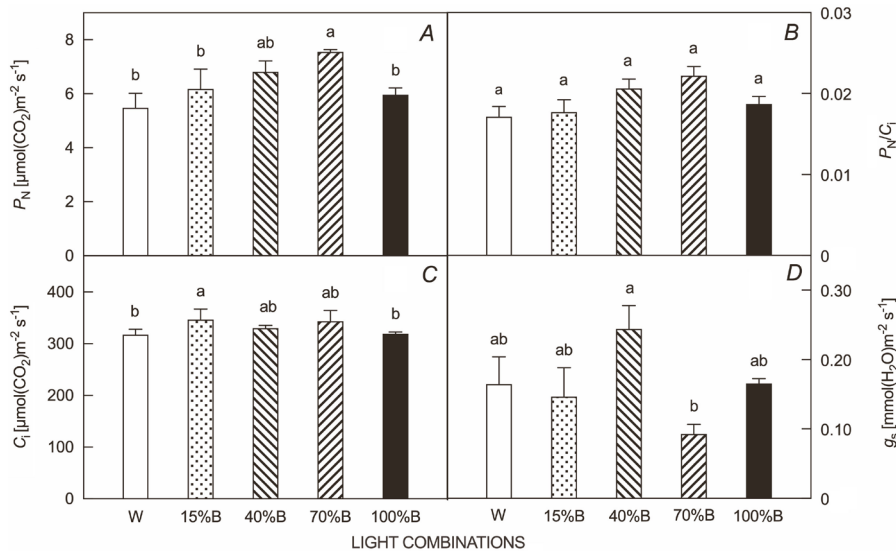 A
8
6
4
2
0
P_N [µmol(CO₂)m⁻² s⁻¹]
b
b
ab
a
b
B
0.03
0.02
0.01
0
P_N/C_i
a
a
a
a
a
C
400
300
200
100
0
C_i [µmol(CO₂)m⁻² s⁻¹]
b
a
ab
ab
b
D
0.30
0.20
0.10
0
g_s [mmol(H₂O)m⁻² s⁻¹]
ab
ab
a
b
ab
W 15%B 40%B 70%B 100%B
W 15%B 40%B 70%B 100%B
LIGHT COMBINATIONS